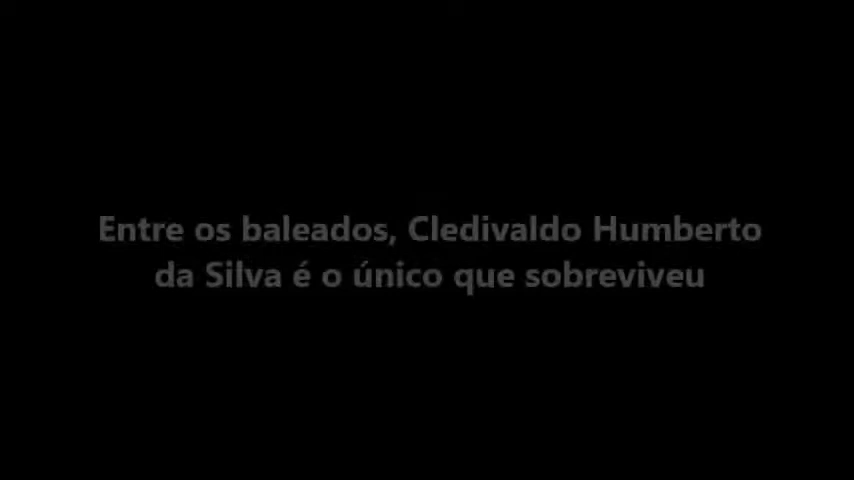 Entre os baleados, Cledivaldo Humberto
da Silva é o único que sobreviveu